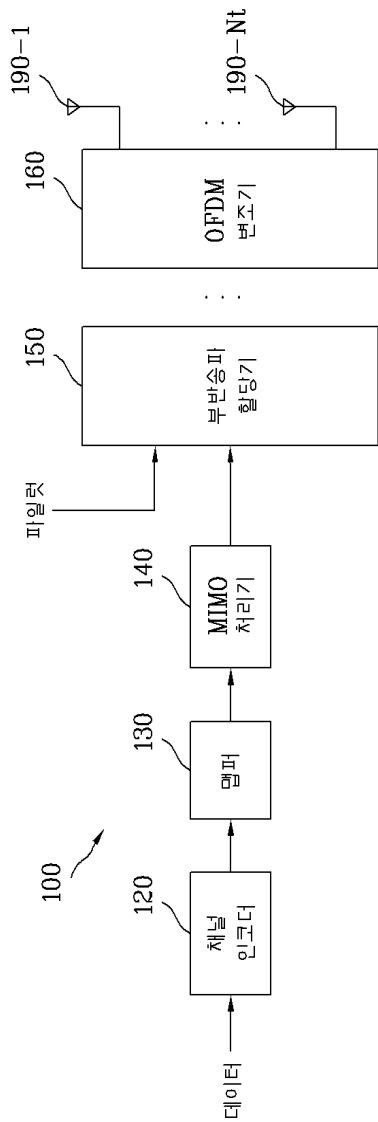 100
데이터
120
채널
인코더
130
맵퍼
140
MIMO
처리기
파일럿
150
부반송파
할당기
. . .
160
OFDM
변조기
190-1
. . .
190-Nt